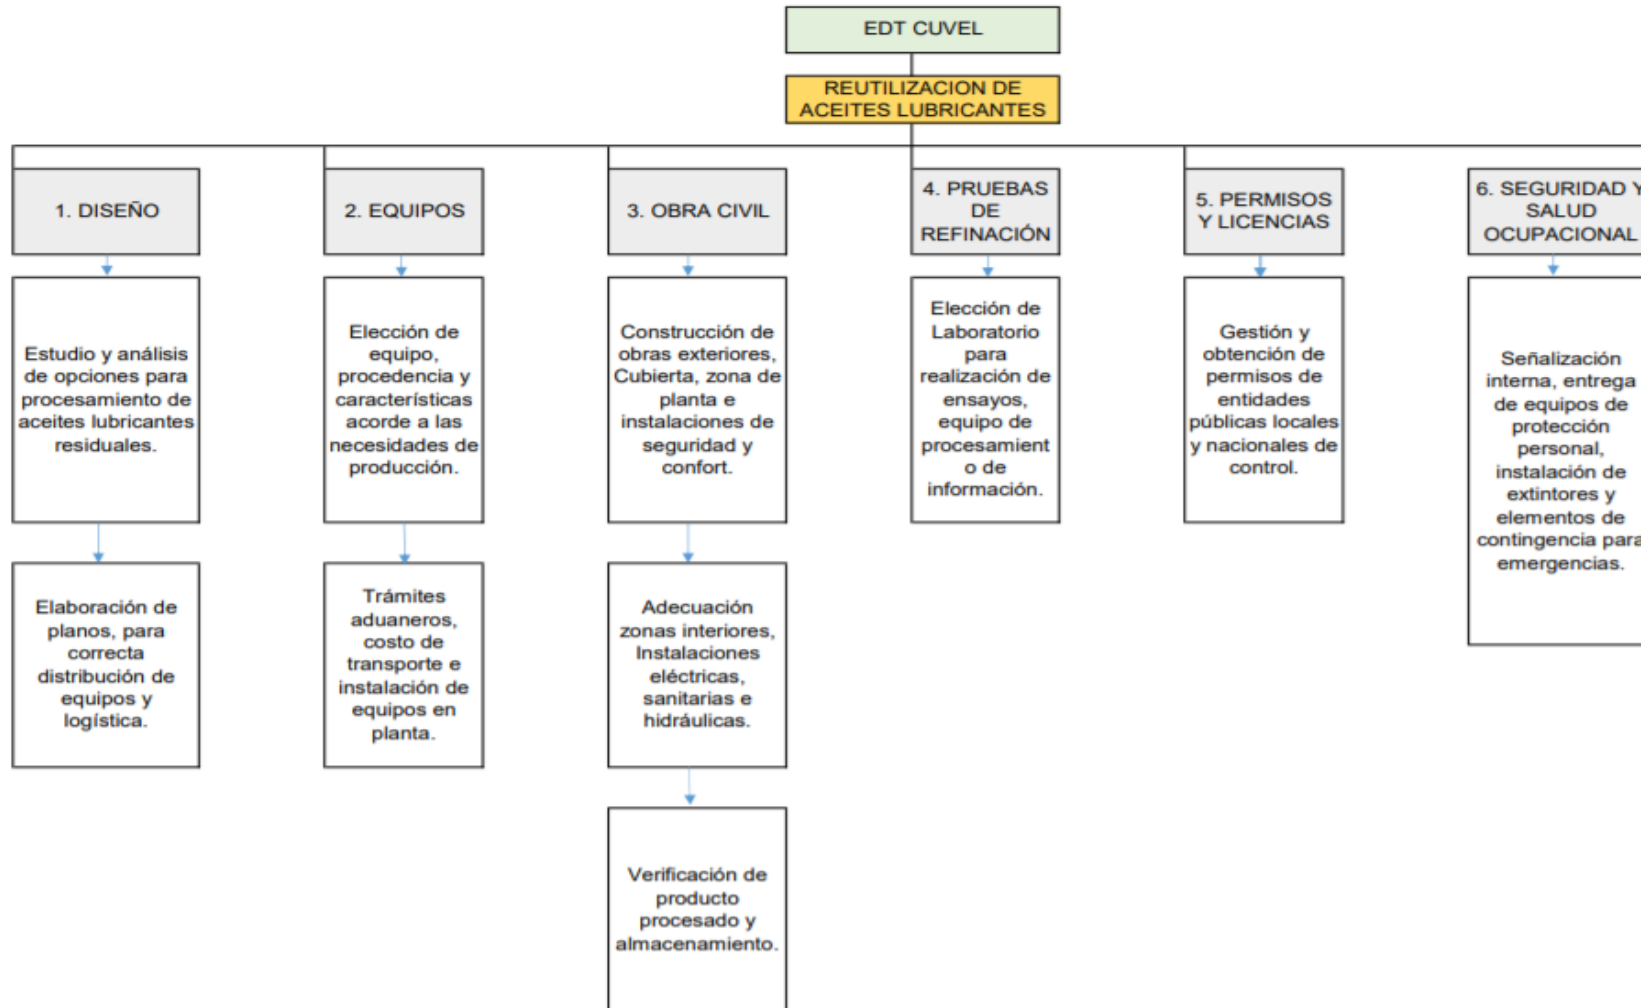 EDT CUVEL
REUTILIZACION DE
ACEITES LUBRICANTES
1. DISEÑO
2. EQUIPOS
3. OBRA CIVIL
4. PRUEBAS
DE
REFINACIÓN
5. PERMISOS
Y LICENCIAS
6. SEGURIDAD Y
SALUD
OCUPACIONAL
Estudio y análisis
de opciones para
procesamiento de
aceites lubricantes
residuales.
Elección de
equipo,
procedencia y
características
acorde a las
necesidades de
producción.
Construcción de
obras exteriores,
Cubierta, zona de
planta e
instalaciones de
seguridad y
confort.
Elección de
Laboratorio
para
realización de
ensayos,
equipo de
procesamient
o de
información.
Gestión y
obtención de
permisos de
entidades
públicas locales
y nacionales de
control.
Señalización
interna, entrega
de equipos de
protección
personal,
instalación de
extintores y
elementos de
contingencia para
emergencias.
Elaboración de
planos, para
correcta
distribución de
equipos y
logística.
Trámites
aduaneros,
costo de
transporte e
instalación de
equipos en
planta.
Adecuación
zonas interiores,
Instalaciones
eléctricas,
sanitarias e
hidráulicas.
Verificación de
producto
procesado y
almacenamiento.